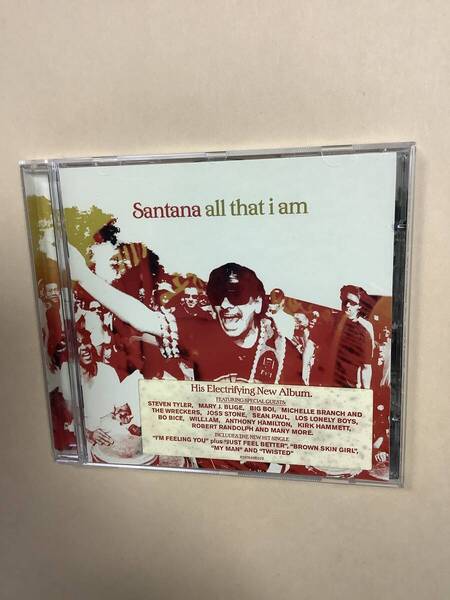 Santana all that i am
His Electrifying New Album.
FEATURING SPECIAL GUESTS:
STEVEN TYLER, MARY J. BLIGE, BIG BOI, MICHELLE BRANCH AND
THE WRECKERS, JOSS STONE, SEAN PAUL, LOS LONELY BOYS,
BO BICE, WILL.I.AM, ANTHONY HAMILTON, KIRK HAMMETT,
ROBERT RANDOLPH AND MANY MORE.
INCLUDES THE NEW HIT SINGLE
"I'M FEELING YOU" plus "JUST FEEL BETTER", "BROWN SKIN GIRL",
"MY MAN" AND "TWISTED"